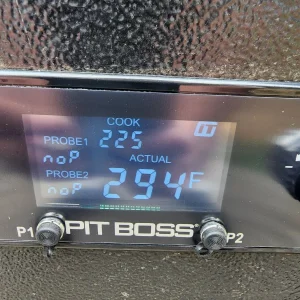 COOK
PROBE1 225
noP ACTUAL
PROBE2 294F
noP
P1 PIT BOSS P2